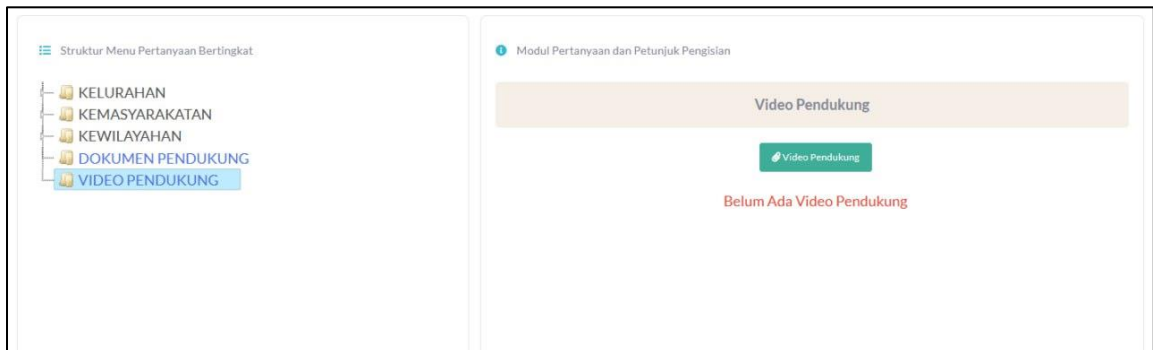 Struktur Menu Pertanyaan Bertingkat
KELURAHAN
KEMASYARAKATAN
KEWILAYAHAN
DOKUMEN PENDUKUNG
VIDEO PENDUKUNG
Modul Pertanyaan dan Petunjuk Pengisian
Video Pendukung
Video Pendukung
Belum Ada Video Pendukung